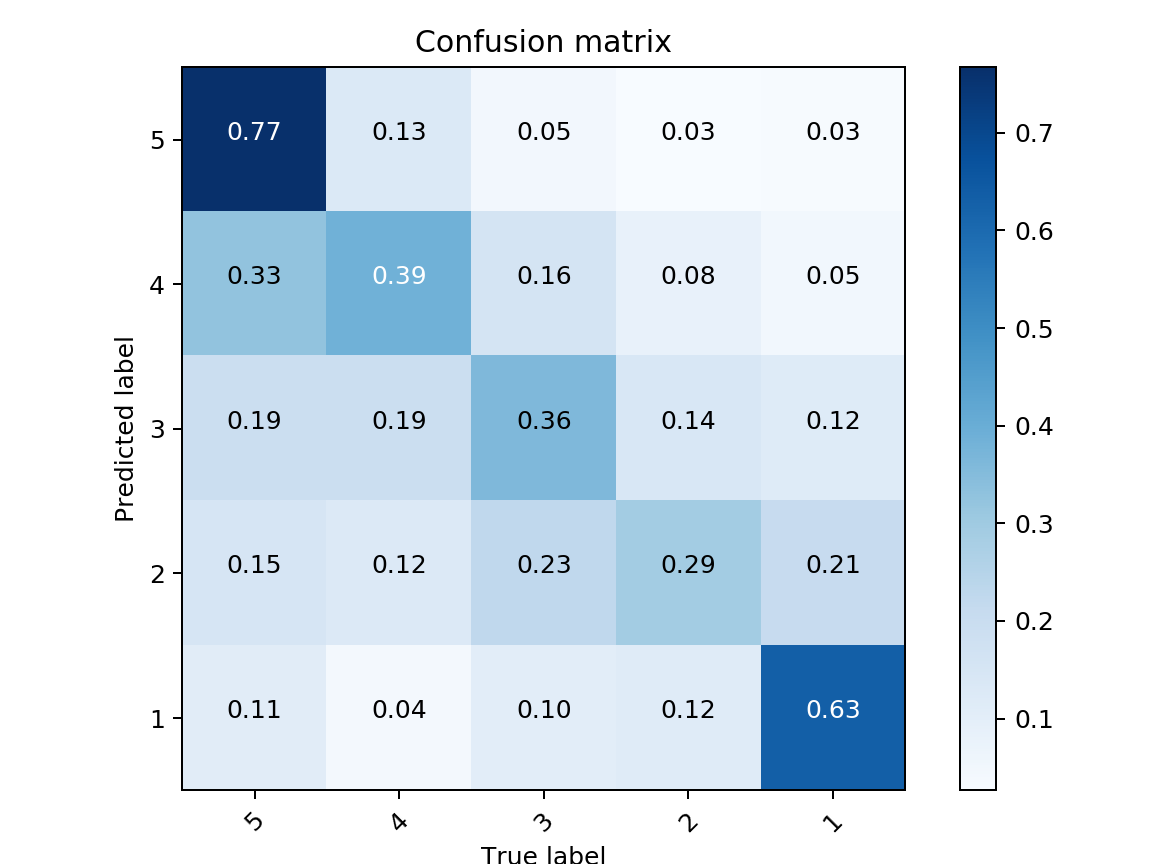 Confusion matrix
5 0.77 0.13 0.05 0.03 0.03
4 0.33 0.39 0.16 0.08 0.05
3 0.19 0.19 0.36 0.14 0.12
2 0.15 0.12 0.23 0.29 0.21
1 0.11 0.04 0.10 0.12 0.63
5 4 3 2 1
Predicted label
True label
0.7
0.6
0.5
0.4
0.3
0.2
0.1